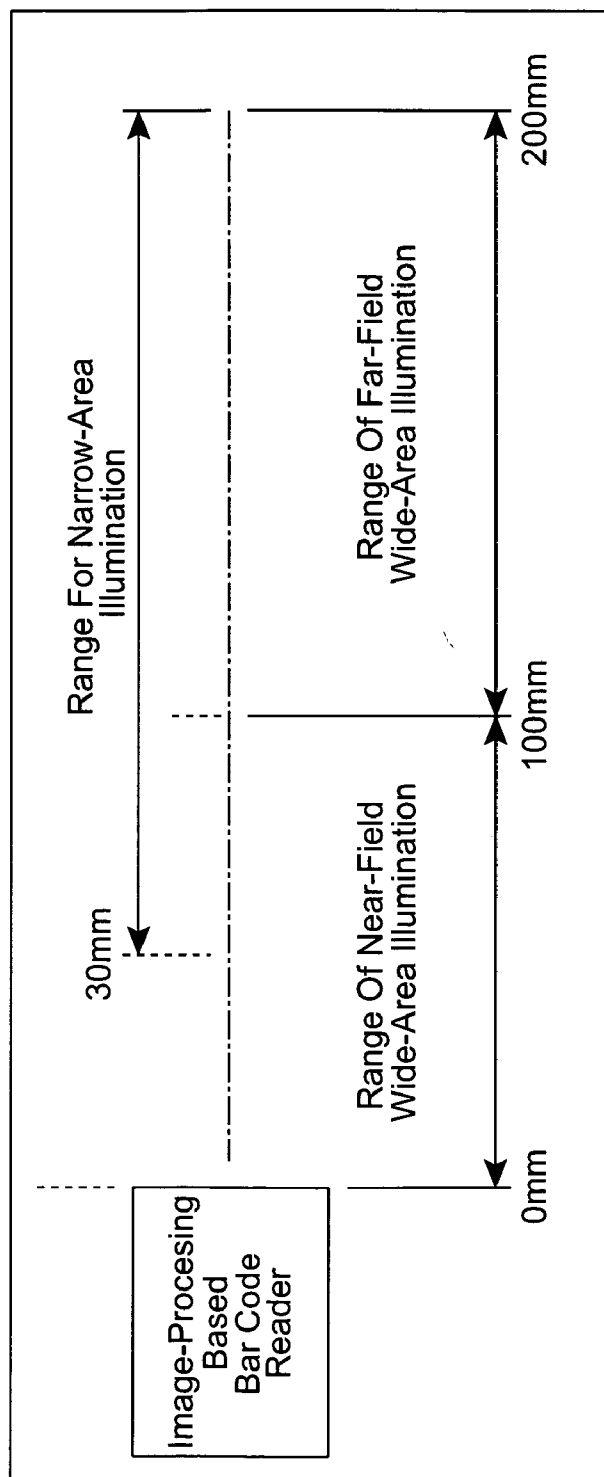 Image-Procesing
Based
Bar Code
Reader
Range For Narrow-Area
Illumination
30mm
Range Of Near-Field
Wide-Area Illumination
Range Of Far-Field
Wide-Area Illumination
0mm
100mm
200mm